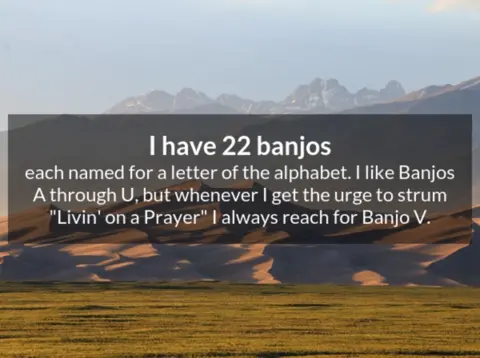 I have 22 banjos
each named for a letter of the alphabet. I like Banjos
A through U, but whenever I get the urge to strum
"Livin' on a Prayer" I always reach for Banjo V.